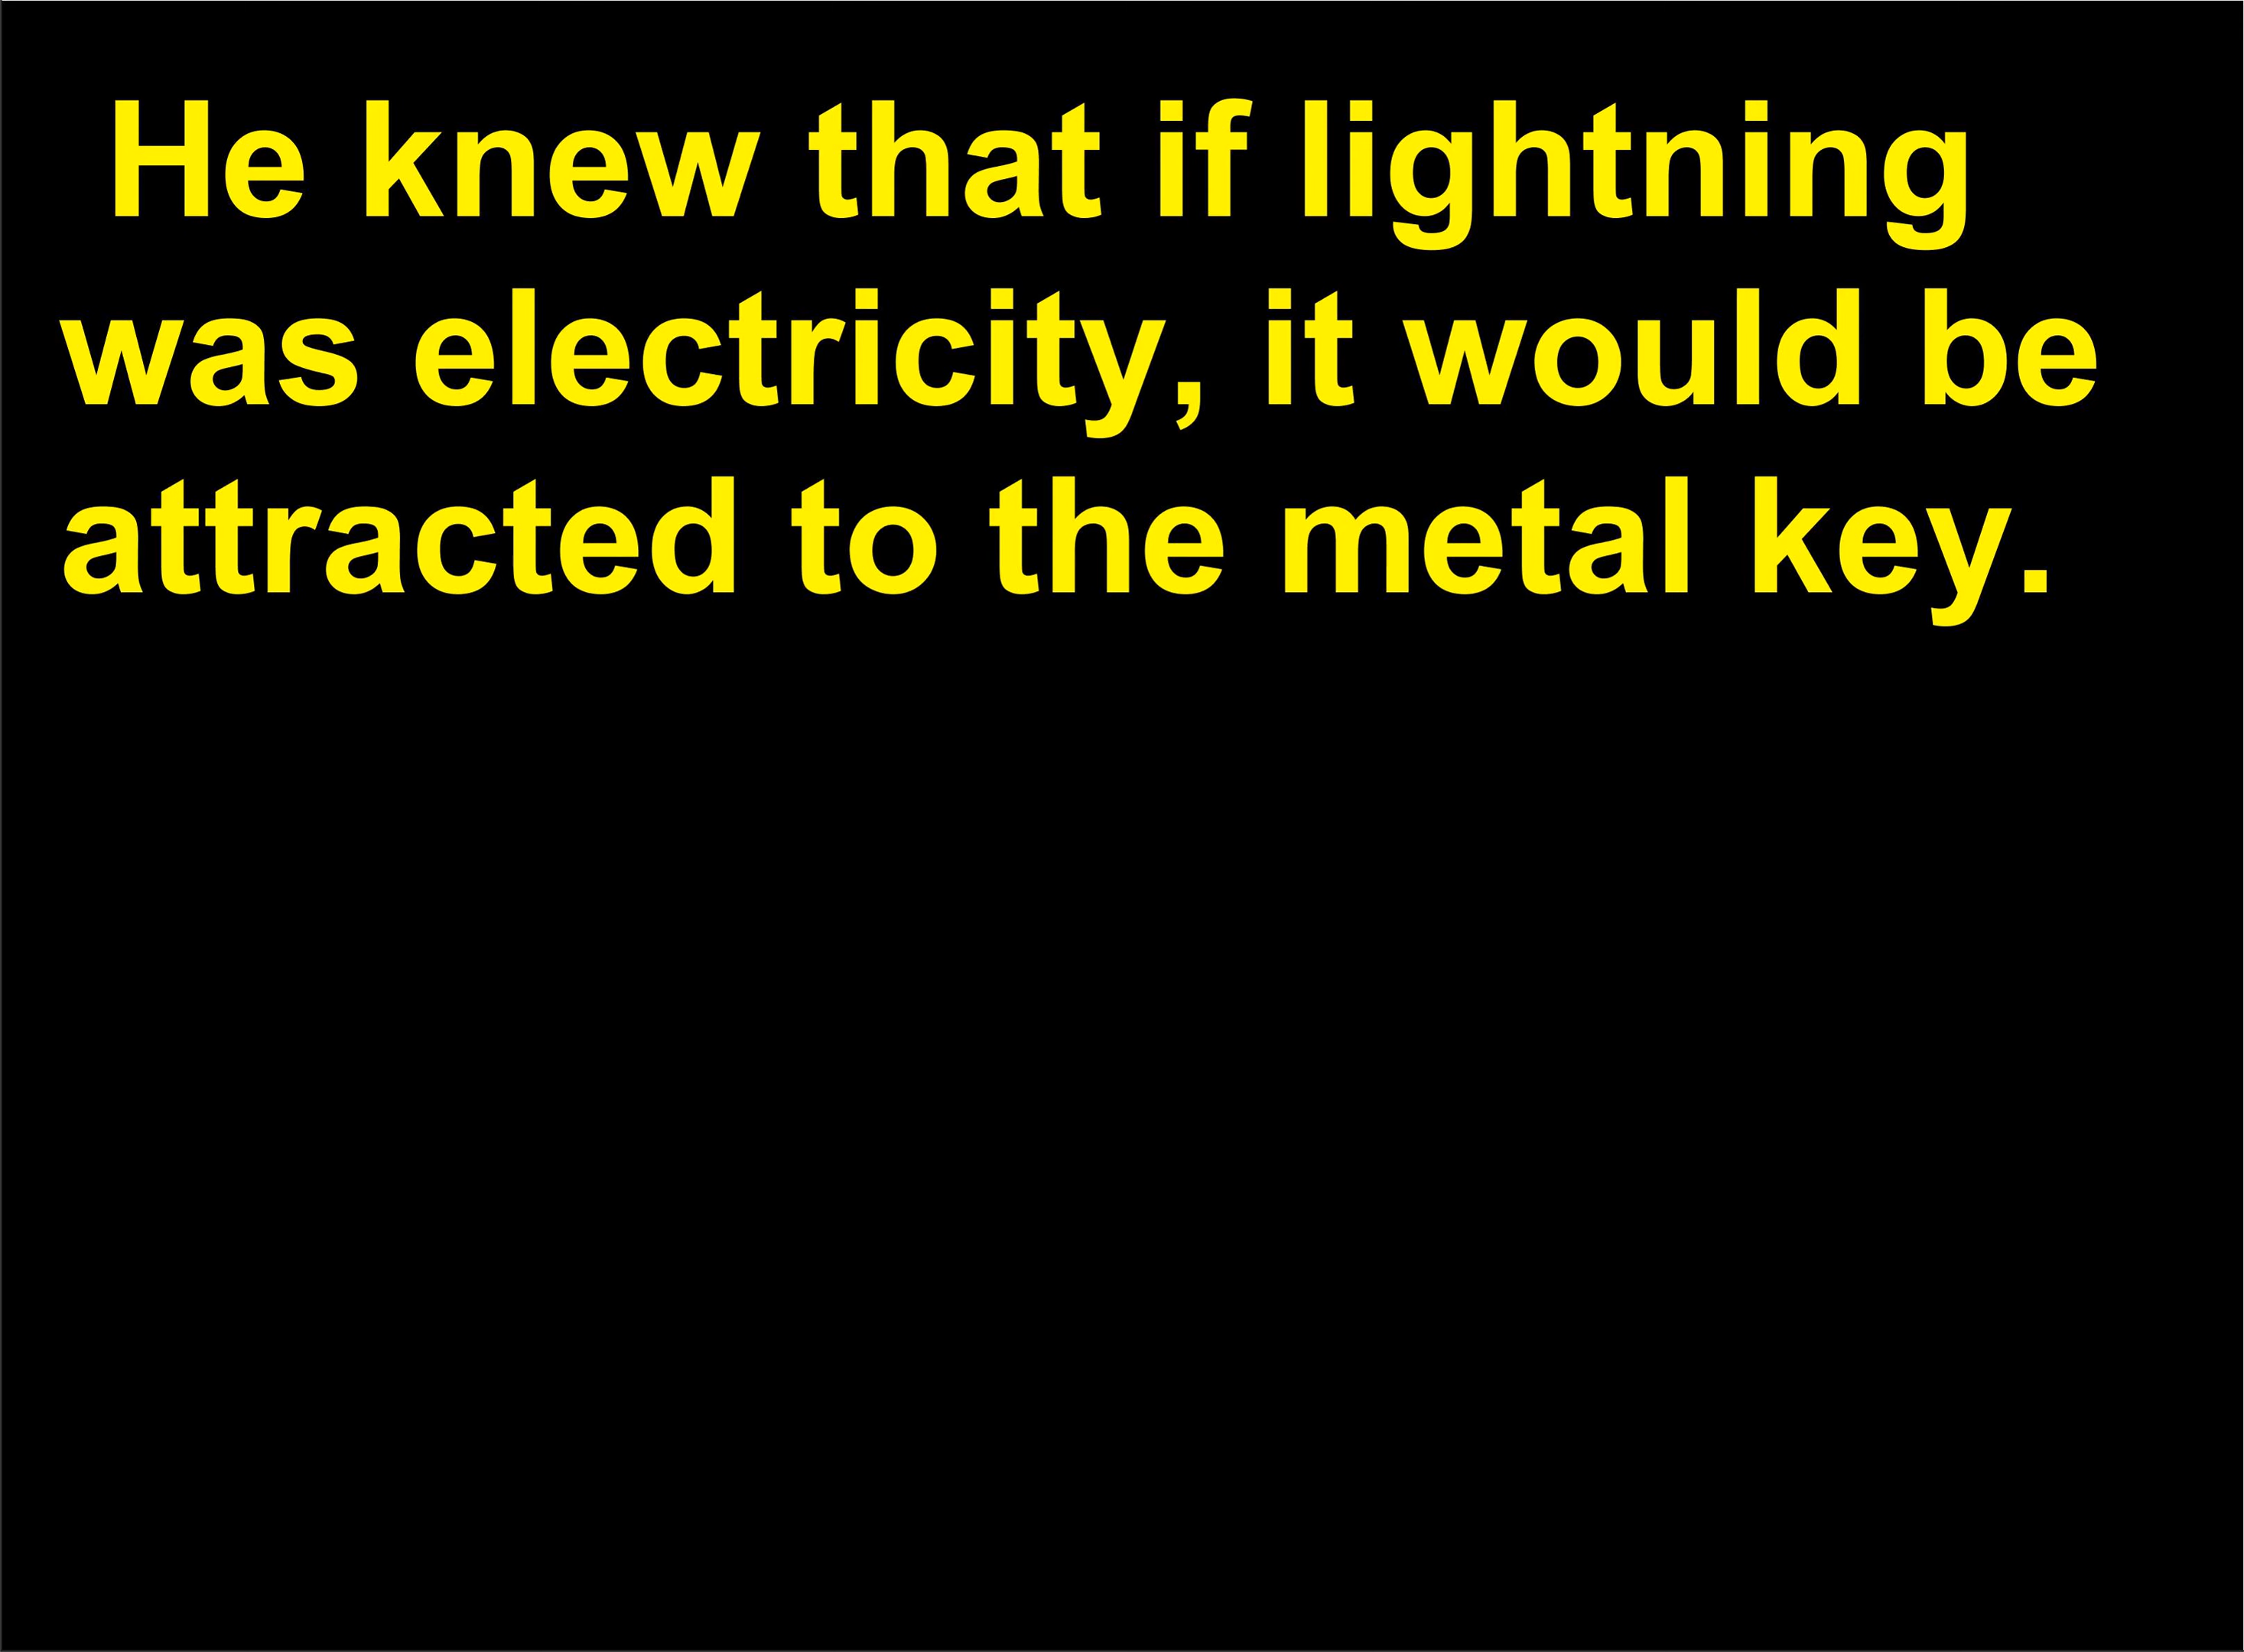 He knew that if lightning
was electricity, it would be
attracted to the metal key.